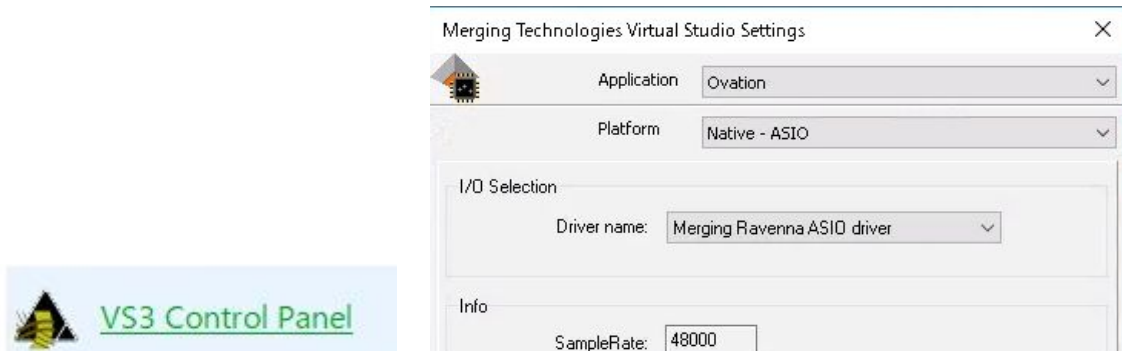 Merging Technologies Virtual Studio Settings
Application Ovation
Platform Native - ASIO
I/O Selection
Driver name: Merging Ravenna ASIO driver
Info
SampleRate: 48000
VS3 Control Panel